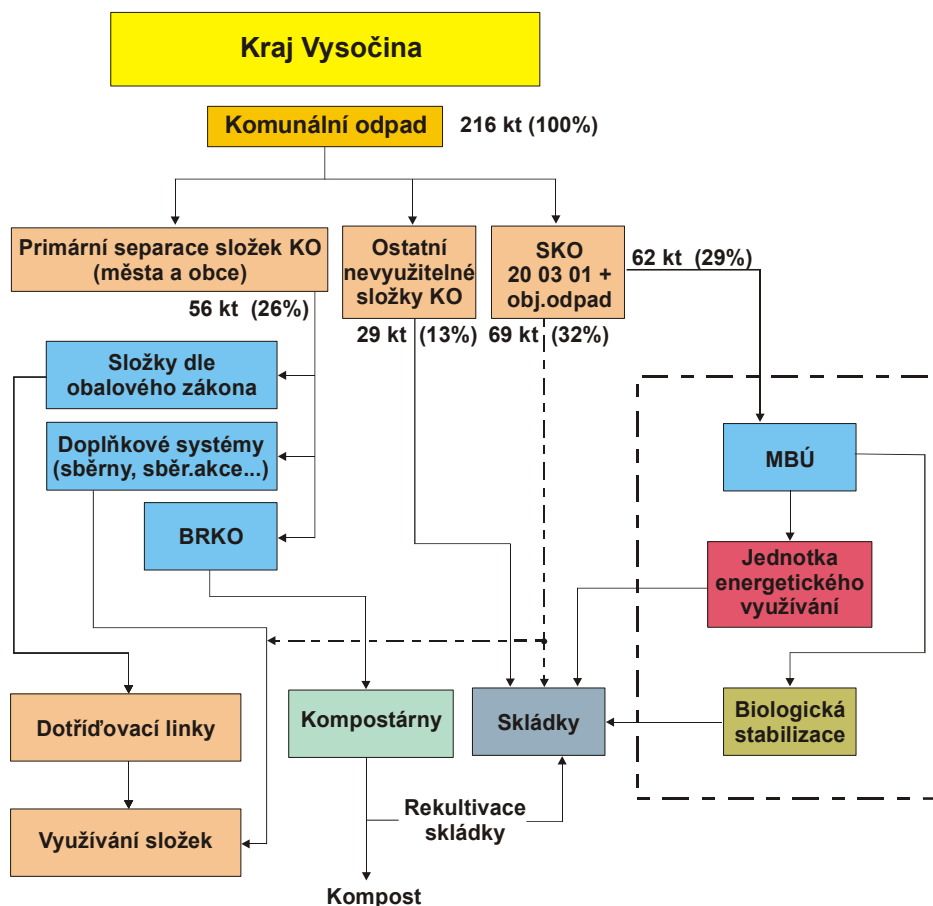 Kraj Vysočina
Komunální odpad
216 kt (100%)
Primární separace složek KO
(města a obce)
Ostatní
nevyužitelné
složky KO
SKO
20 03 01 +
obj.odpad
62 kt (29%)
56 kt (26%)
29 kt (13%)
69 kt (32%)
Složky dle
obalového zákona
Doplňkové systémy
(sběrny, sběr.akce...)
MBÚ
BRKO
Jednotka
energetického
využívání
Dotříďovací linky
Kompostárny
Skládky
Biologická
stabilizace
Rekultivace
skládky
Využívání složek
Kompost